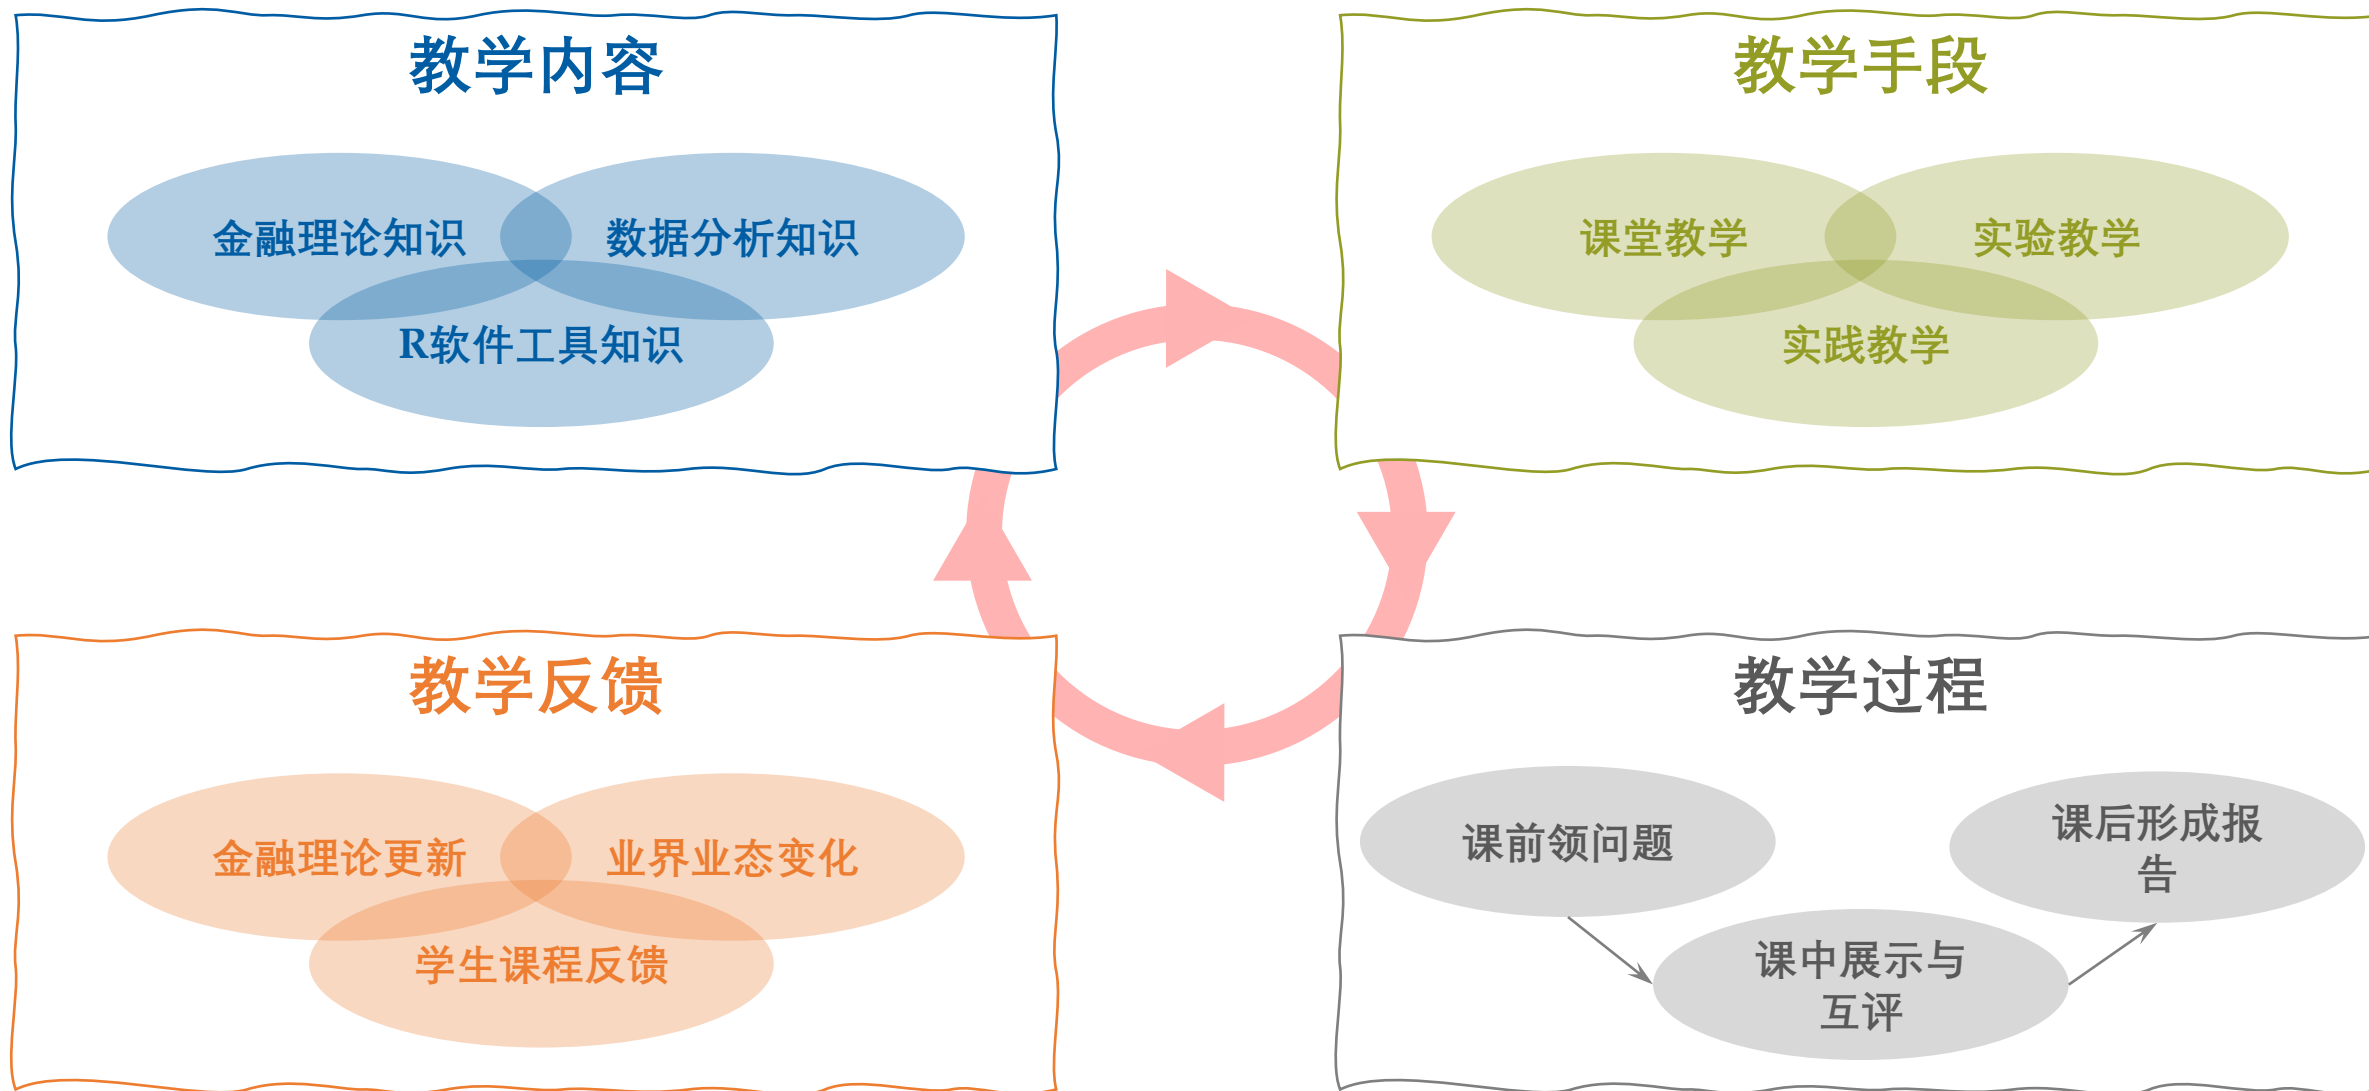 教学内容
金融理论知识
数据分析知识
R软件工具知识
教学手段
课堂教学
实验教学
实践教学
教学反馈
金融理论更新
业界业态变化
学生课程反馈
教学过程
课前领问题
课中展示与
互评
课后形成报
告